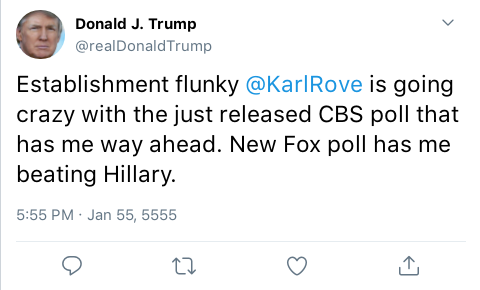 Donald J. Trump
@realDonaldTrump
Establishment flunky @KarlRove is going
crazy with the just released CBS poll that
has me way ahead. New Fox poll has me
beating Hillary.
5:55 PM · Jan 55, 5555